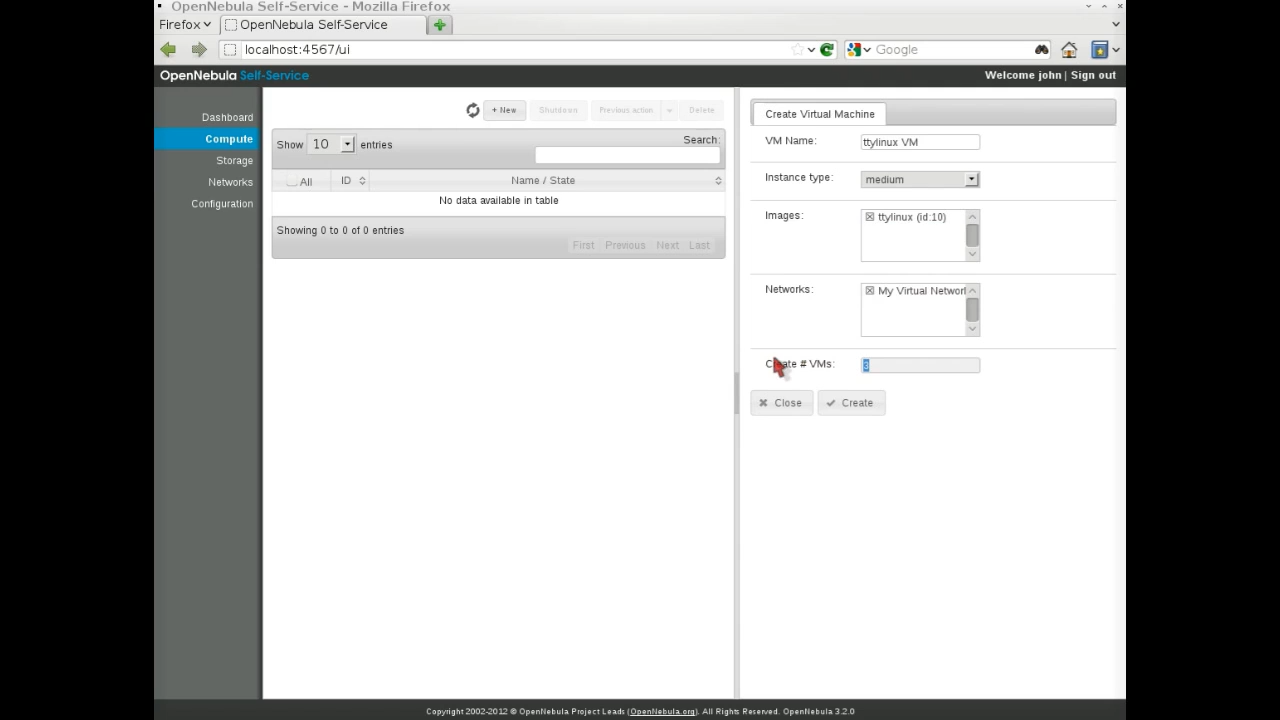 OpenNebula Self-Service - Mozilla Firefox
Firefox
OpenNebula Self-Service
localhost:4567/ui
Google
OpenNebula Self-Service
Welcome john | Sign out
Dashboard
Compute
Storage
Networks
Configuration
+ New
Shutdown
Previous action
Delete
Show 10 entries
Search:
All
ID
Name / State
No data available in table
Showing 0 to 0 of 0 entries
First Previous Next Last
Create Virtual Machine
VM Name:
ttylinux VM
Instance type:
medium
Images:
ttylinux (id:10)
Networks:
My Virtual Networ
Create # VMs:
3
Close
Create
Copyright 2002-2012 © OpenNebula Project Leads (OpenNebula.org). All Rights Reserved. OpenNebula 3.2.0